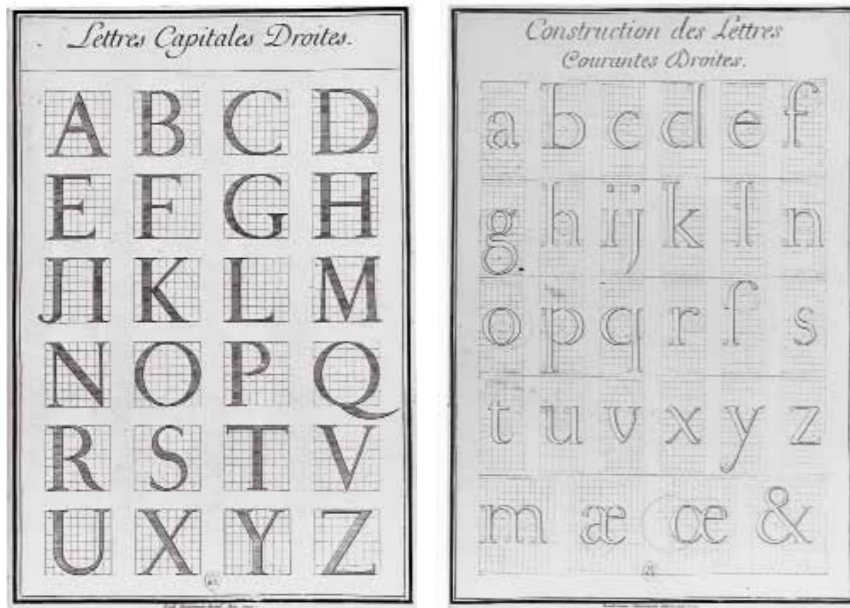 Lettres Capitales Droites.
A B C D
E F G H
J I K L M
N O P Q
R S T V
U X Y Z
Construction des Lettres
Courantes Droites.
a b c d e f
g h i j k l n
o p q r ſ s
t u v x y z
m æ œ &